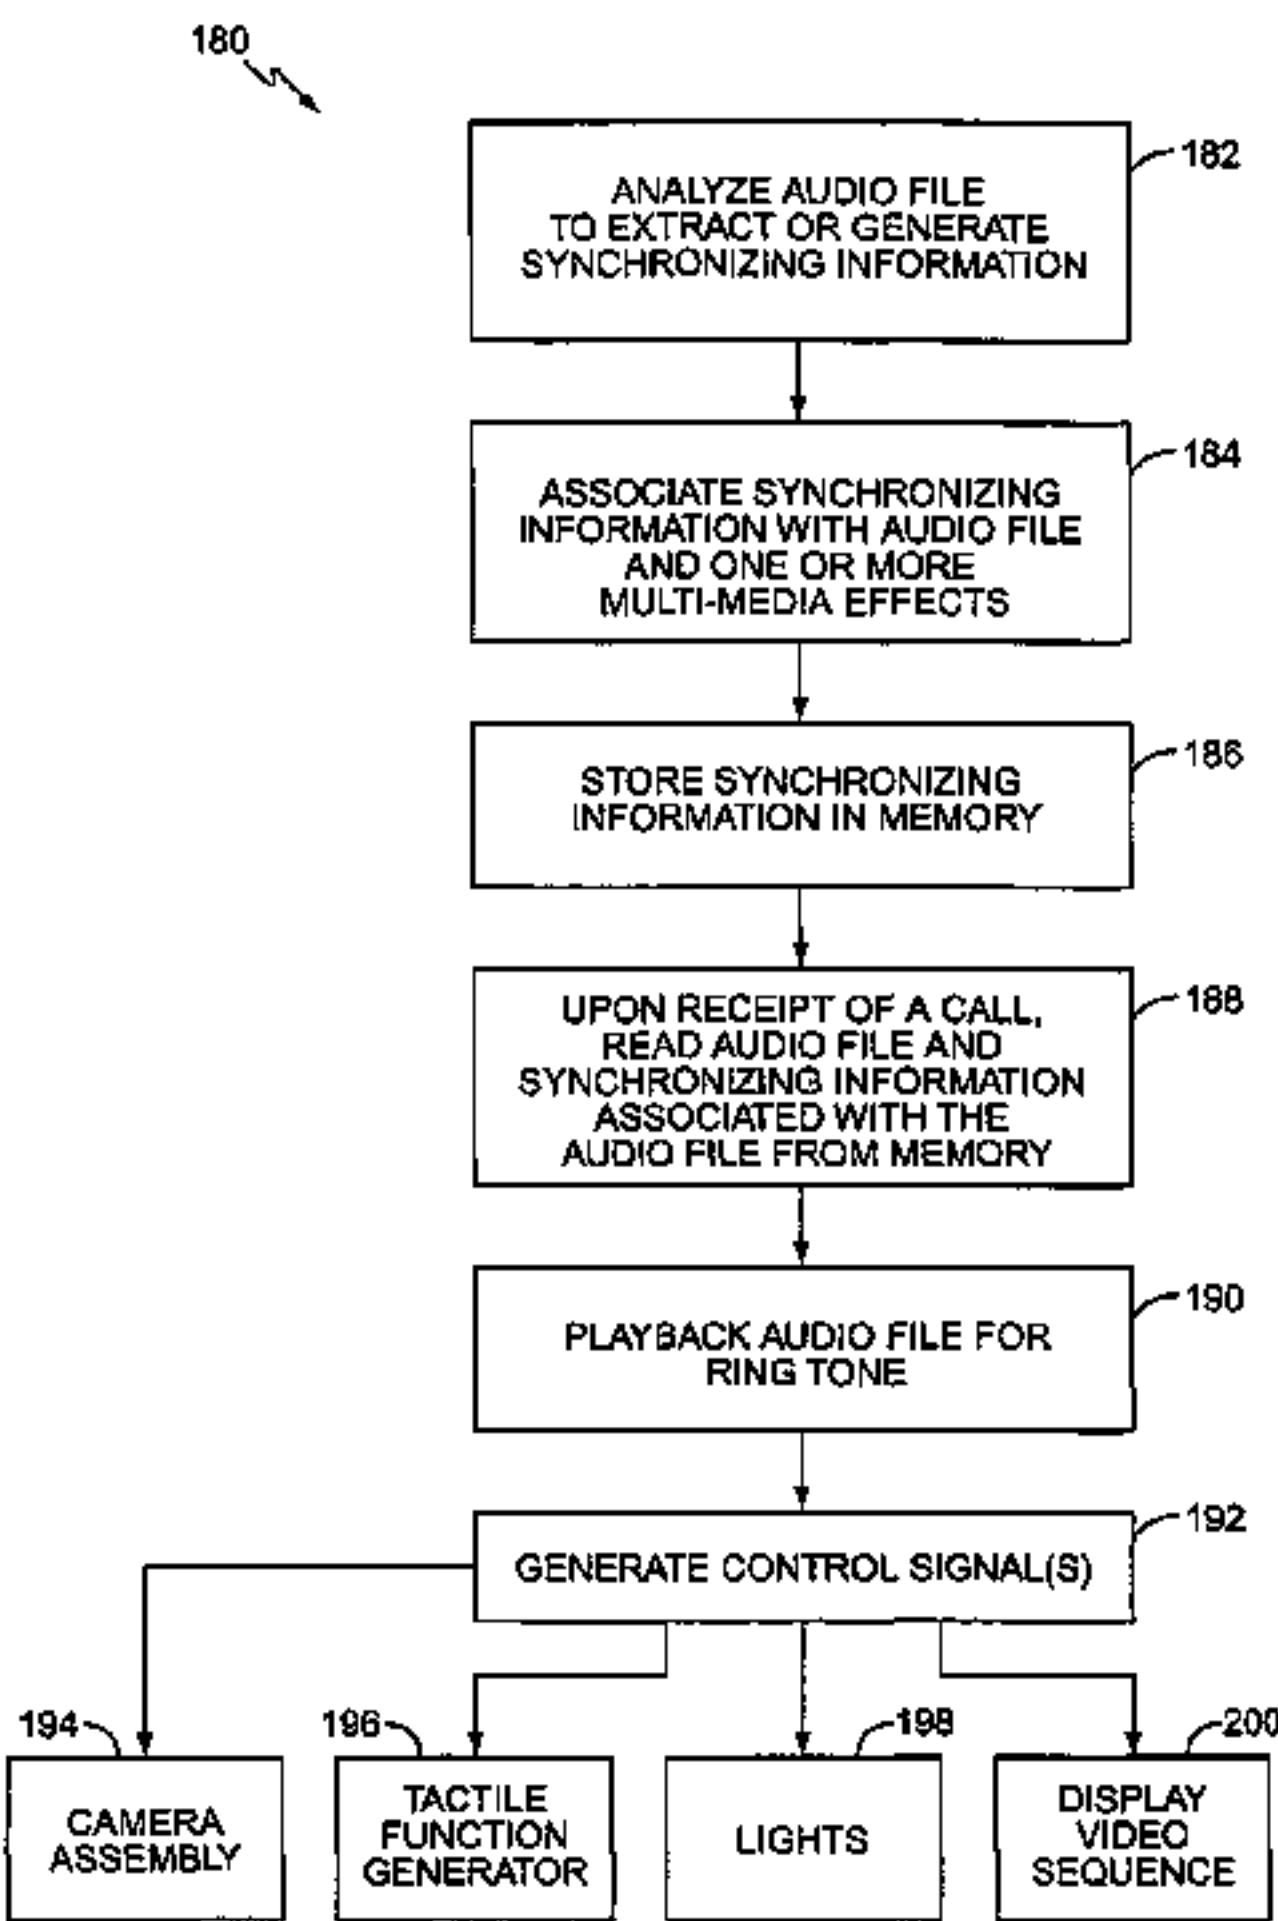 180
182
ANALYZE AUDIO FILE
TO EXTRACT OR GENERATE
SYNCHRONIZING INFORMATION
184
ASSOCIATE SYNCHRONIZING
INFORMATION WITH AUDIO FILE
AND ONE OR MORE
MULTI-MEDIA EFFECTS
186
STORE SYNCHRONIZING
INFORMATION IN MEMORY
188
UPON RECEIPT OF A CALL,
READ AUDIO FILE AND
SYNCHRONIZING INFORMATION
ASSOCIATED WITH THE
AUDIO FILE FROM MEMORY
190
PLAYBACK AUDIO FILE FOR
RING TONE
192
GENERATE CONTROL SIGNAL(S)
194
CAMERA
ASSEMBLY
196
TACTILE
FUNCTION
GENERATOR
198
LIGHTS
200
DISPLAY
VIDEO
SEQUENCE